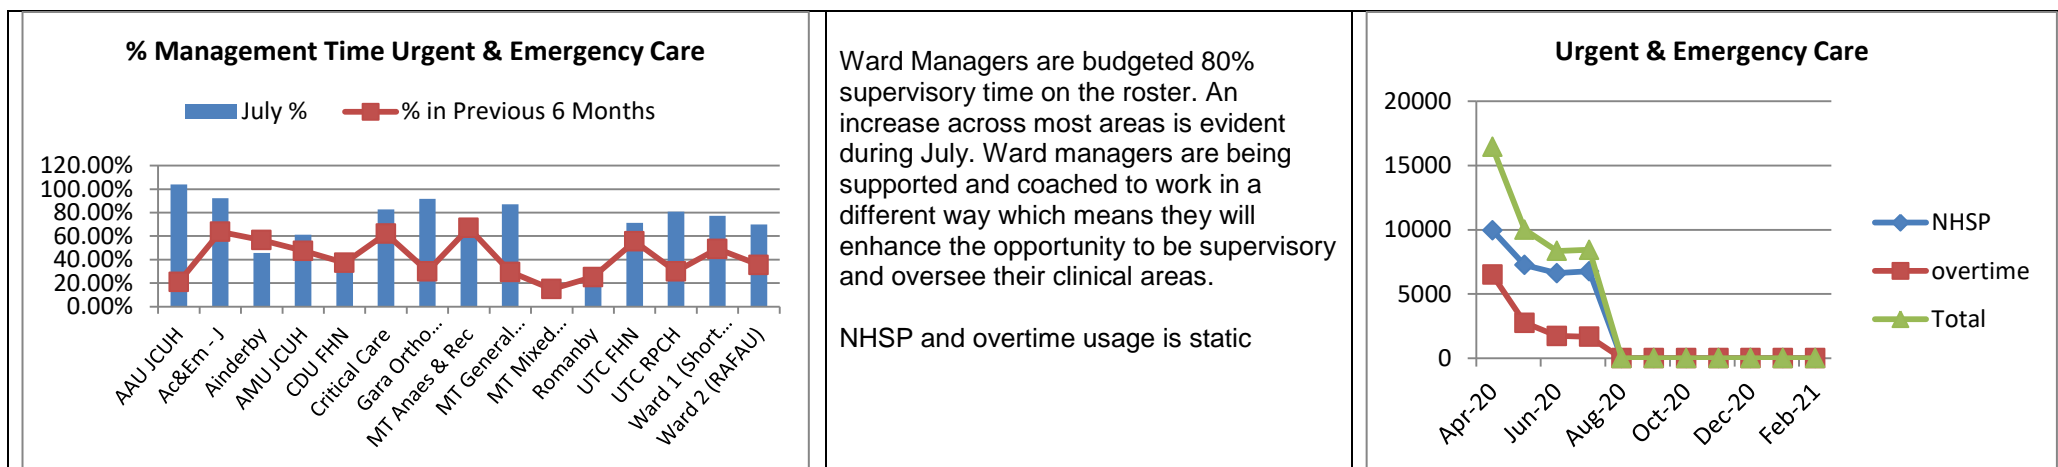 % Management Time Urgent & Emergency Care
July %
% in Previous 6 Months
120.00%
100.00%
80.00%
60.00%
40.00%
20.00%
0.00%
AAU JCUH
Ac&Em - J
Ainderby
AMU JCUH
CDU FHN
Critical Care
Gara Ortho…
MT Anaes & Rec
MT General…
MT Mixed…
Romanby
UTC FHN
UTC RPCH
Ward 1 (Short…
Ward 2 (RAFAU)
Ward Managers are budgeted 80%
supervisory time on the roster. An
increase across most areas is evident
during July. Ward managers are being
supported and coached to work in a
different way which means they will
enhance the opportunity to be supervisory
and oversee their clinical areas.
NHSP and overtime usage is static
Urgent & Emergency Care
20000
15000
10000
5000
0
Apr-20
Jun-20
Aug-20
Oct-20
Dec-20
Feb-21
NHSP
overtime
Total